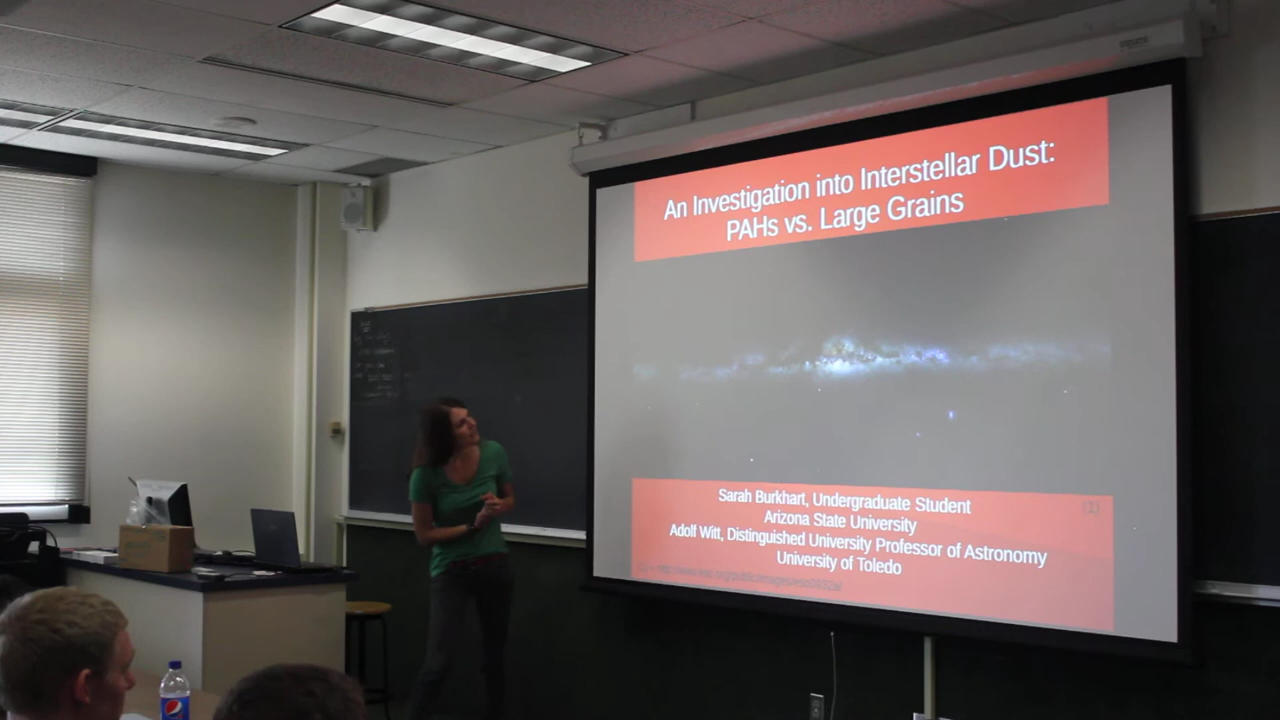 An Investigation into Interstellar Dust:
PAHs vs. Large Grains
Sarah Burkhart, Undergraduate Student
(1)
Arizona State University
Adolf Witt, Distinguished University Professor of Astronomy
University of Toledo